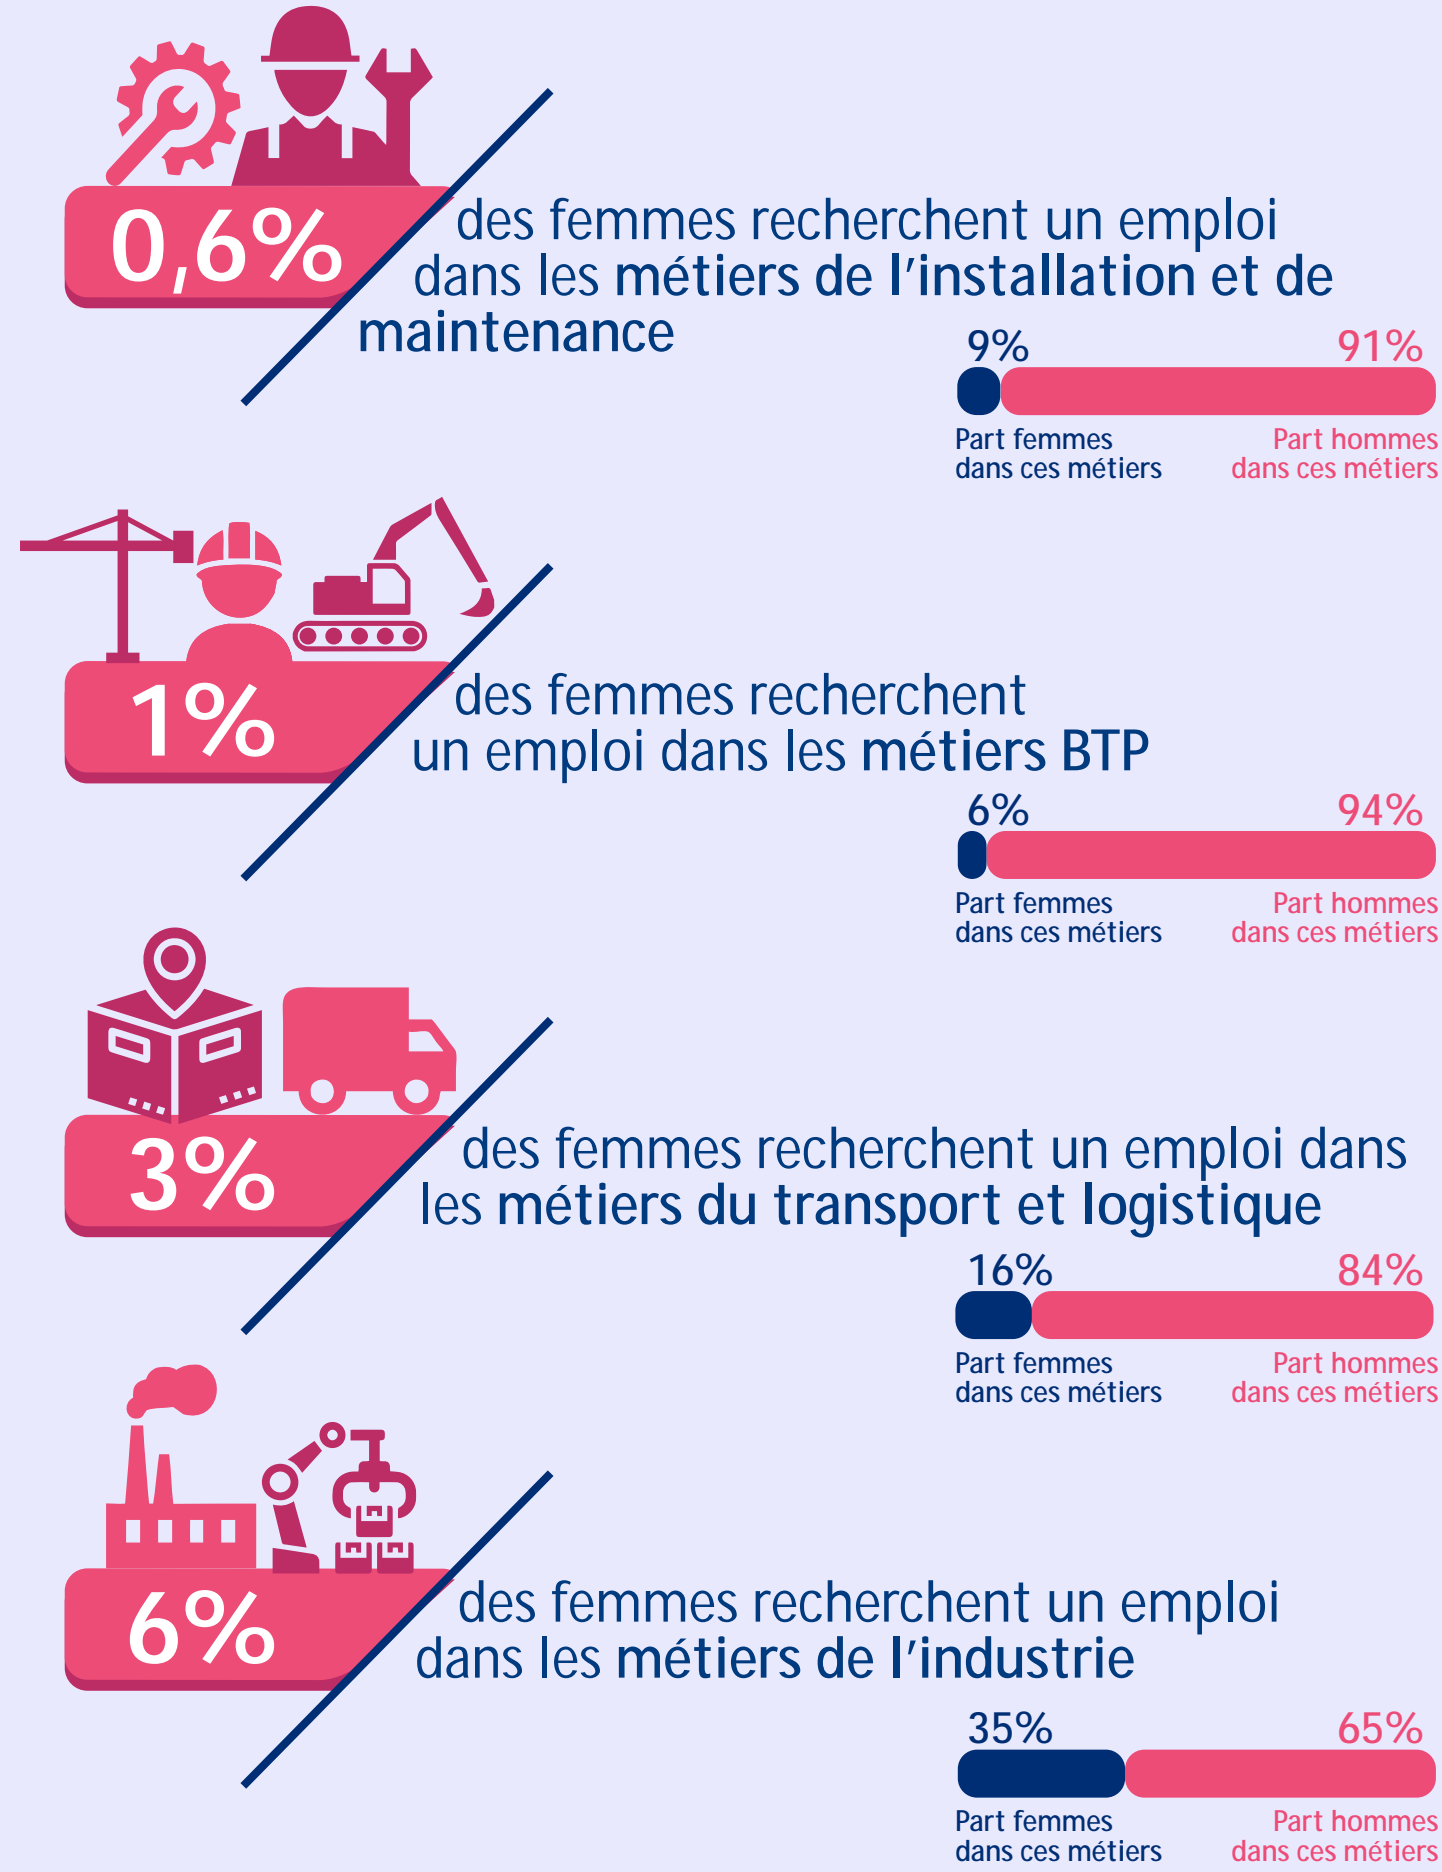 0,6%
des femmes recherchent un emploi
dans les métiers de l'installation et de
maintenance
9% 91%
Part femmes Part hommes
dans ces métiers dans ces métiers
1%
des femmes recherchent
un emploi dans les métiers BTP
6% 94%
Part femmes Part hommes
dans ces métiers dans ces métiers
3%
des femmes recherchent un emploi dans
les métiers du transport et logistique
16% 84%
Part femmes Part hommes
dans ces métiers dans ces métiers
6%
des femmes recherchent un emploi
dans les métiers de l'industrie
35% 65%
Part femmes Part hommes
dans ces métiers dans ces métiers